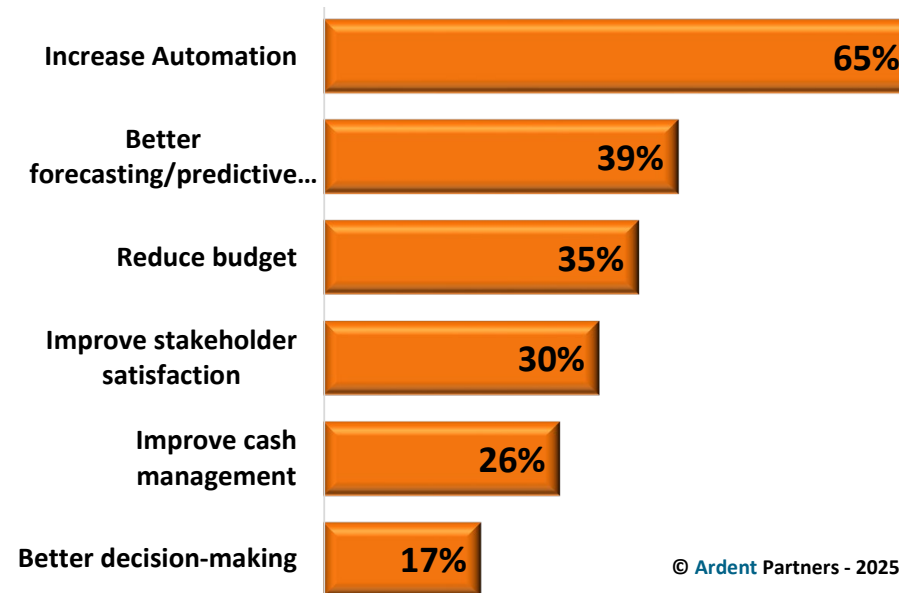 Increase Automation
65%
Better
forecasting/predictive…
39%
Reduce budget
35%
Improve stakeholder
satisfaction
30%
Improve cash
management
26%
Better decision-making
17%
© Ardent Partners - 2025